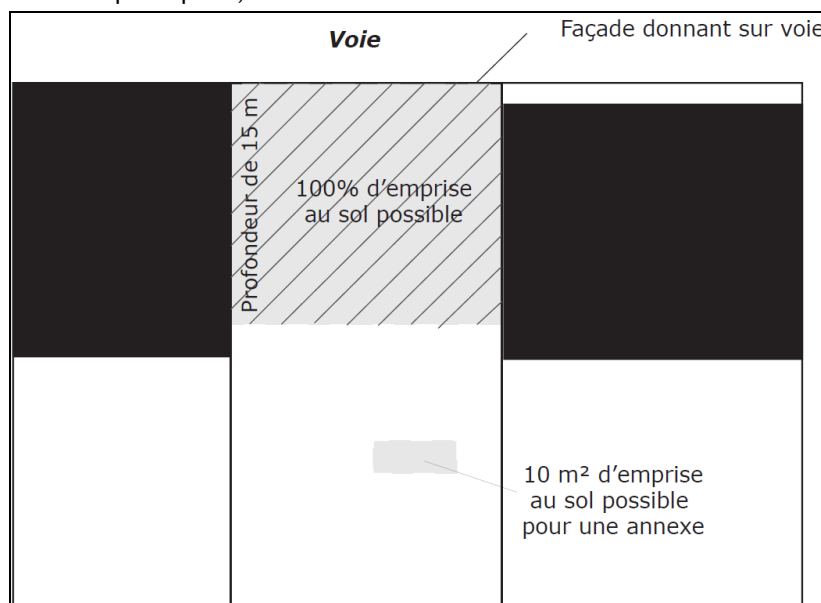 Voie
Façade donnant sur voie
Profondeur de 15 m
100% d’emprise
au sol possible
10 m² d’emprise
au sol possible
pour une annexe